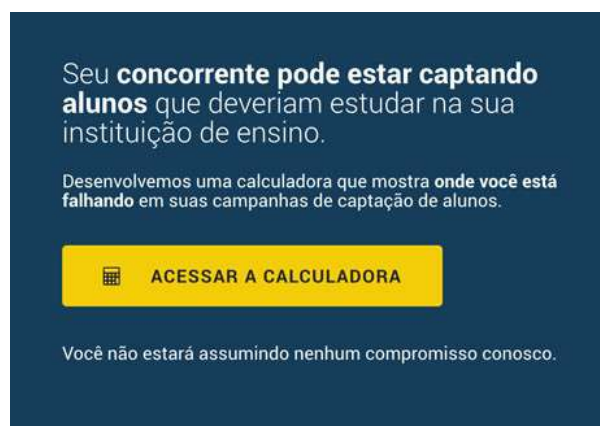 Seu concorrente pode estar captando
alunos que deveriam estudar na sua
instituição de ensino.
Desenvolvemos uma calculadora que mostra onde você está
falhando em suas campanhas de captação de alunos.
ACESSAR A CALCULADORA
Você não estará assumindo nenhum compromisso conosco.